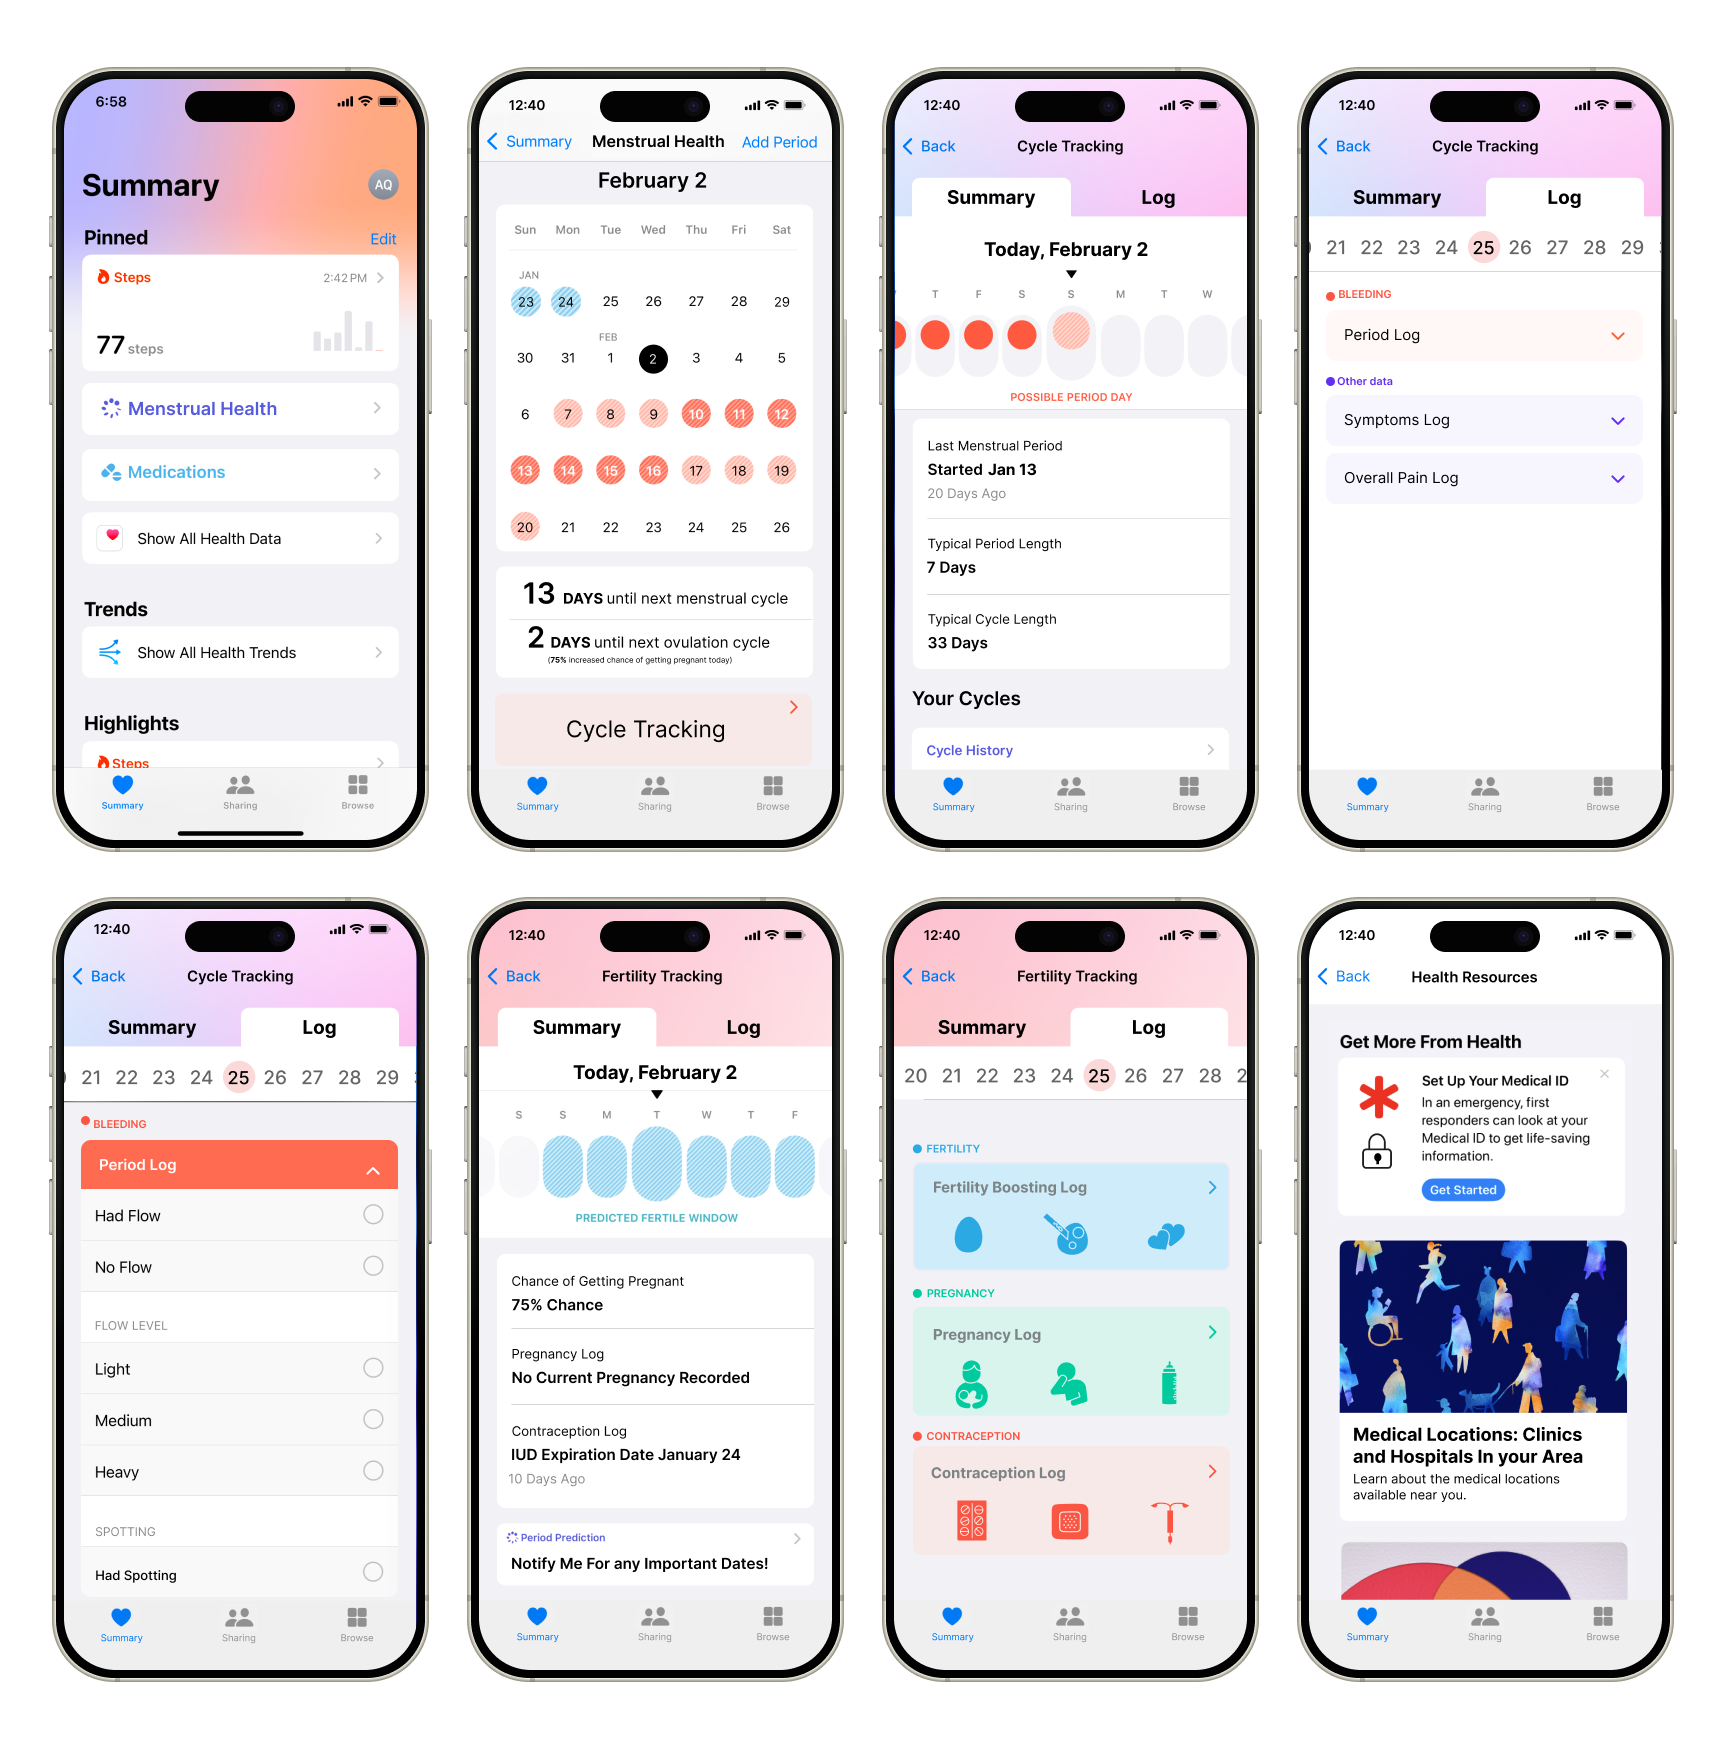 6:58
Summary
AQ
Pinned
Edit
Steps
2:42 PM
77 steps
Menstrual Health
Medications
Show All Health Data
Trends
Show All Health Trends
Highlights
Steps
Summary Sharing Browse
12:40
Summary Menstrual Health Add Period
February 2
Sun Mon Tue Wed Thu Fri Sat
JAN
23 24 25 26 27 28 29
FEB
30 31 1 2 3 4 5
6 7 8 9 10 11 12
13 14 15 16 17 18 19
20 21 22 23 24 25 26
13 DAYS until next menstrual cycle
2 DAYS until next ovulation cycle
(75% increased chance of getting pregnant today)
Cycle Tracking
Summary Sharing Browse
12:40
Back Cycle Tracking
Summary Log
Today, February 2
T F S S M T W
POSSIBLE PERIOD DAY
Last Menstrual Period
Started Jan 13
20 Days Ago
Typical Period Length
7 Days
Typical Cycle Length
33 Days
Your Cycles
Cycle History
Summary Sharing Browse
12:40
Back Cycle Tracking
Summary Log
21 22 23 24 25 26 27 28 29
BLEEDING
Period Log
Other data
Symptoms Log
Overall Pain Log
Summary Sharing Browse
12:40
Back Cycle Tracking
Summary Log
21 22 23 24 25 26 27 28 29
BLEEDING
Period Log
Had Flow
No Flow
FLOW LEVEL
Light
Medium
Heavy
SPOTTING
Had Spotting
Summary Sharing Browse
12:40
Back Fertility Tracking
Summary Log
Today, February 2
S S M T W T F
PREDICTED FERTILE WINDOW
Chance of Getting Pregnant
75% Chance
Pregnancy Log
No Current Pregnancy Recorded
Contraception Log
IUD Expiration Date January 24
10 Days Ago
Period Prediction
Notify Me For any Important Dates!
Summary Sharing Browse
12:40
Back Fertility Tracking
Summary Log
20 21 22 23 24 25 26 27 28 2
FERTILITY
Fertility Boosting Log
PREGNANCY
Pregnancy Log
CONTRACEPTION
Contraception Log
Summary Sharing Browse
12:40
Back Health Resources
Get More From Health
Set Up Your Medical ID
In an emergency, first
responders can look at your
Medical ID to get life-saving
information.
Get Started
Medical Locations: Clinics
and Hospitals In your Area
Learn about the medical locations
available near you.
Summary Sharing Browse